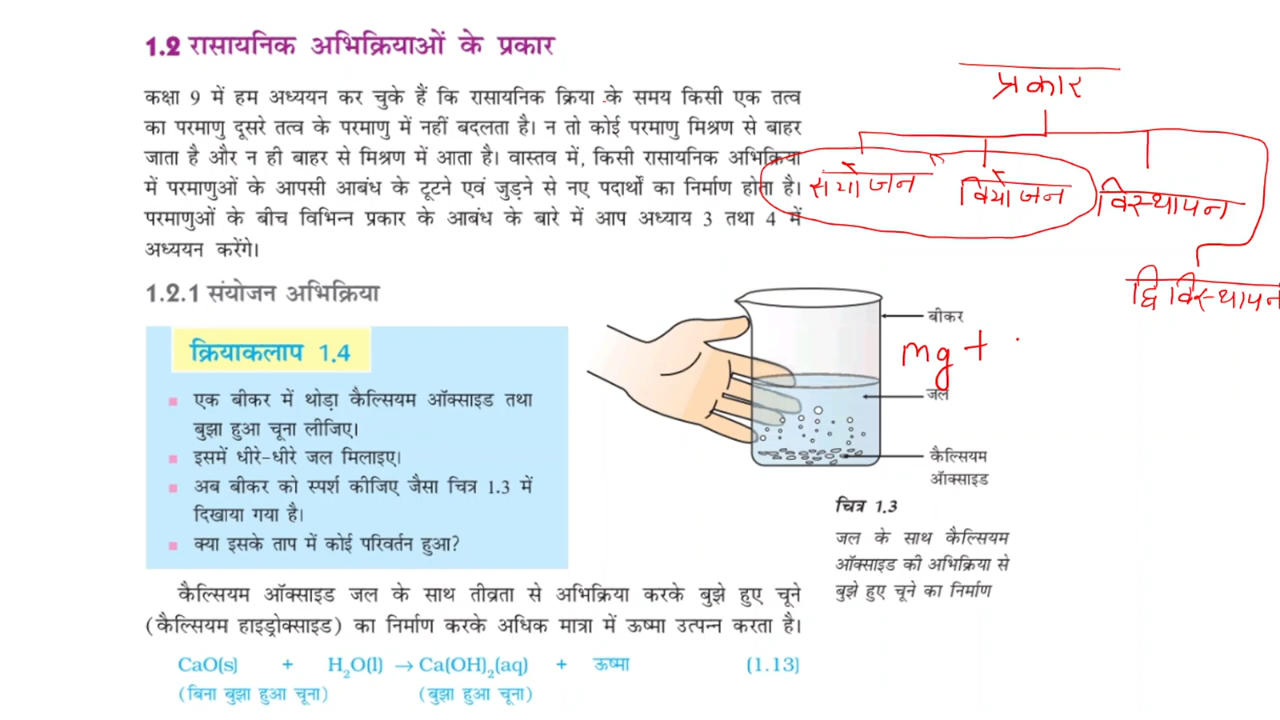 1.2 रासायनिक अभिक्रियाओं के प्रकार
कक्षा 9 में हम अध्ययन कर चुके हैं कि रासायनिक क्रिया के समय किसी एक तत्व
का परमाणु दूसरे तत्व के परमाणु में नहीं बदलता है। न तो कोई परमाणु मिश्रण से बाहर
जाता है और न ही बाहर से मिश्रण में आता है। वास्तव में, किसी रासायनिक अभिक्रिया
में परमाणुओं के आपसी आबंध के टूटने एवं जुड़ने से नए पदार्थों का निर्माण होता है।
परमाणुओं के बीच विभिन्न प्रकार के आबंध के बारे में आप अध्याय 3 तथा 4 में
अध्ययन करेंगे।
प्रकार
सयोजन वियोजन विस्थापन
द्वि विस्थापन
1.2.1 संयोजन अभिक्रिया
क्रियाकलाप 1.4
एक बीकर में थोड़ा कैल्सियम ऑक्साइड तथा
बुझा हुआ चूना लीजिए।
इसमें धीरे-धीरे जल मिलाइए।
अब बीकर को स्पर्श कीजिए जैसा चित्र 1.3 में
दिखाया गया है।
क्या इसके ताप में कोई परिवर्तन हुआ?
बीकर
mg +
जल
कैल्सियम
ऑक्साइड
चित्र 1.3
जल के साथ कैल्सियम
ऑक्साइड की अभिक्रिया से
बुझे हुए चूने का निर्माण
कैल्सियम ऑक्साइड जल के साथ तीव्रता से अभिक्रिया करके बुझे हुए चूने
(कैल्सियम हाइड्रोक्साइड) का निर्माण करके अधिक मात्रा में ऊष्मा उत्पन्न करता है।
CaO(s) + H₂O(l) → Ca(OH)₂(aq) + ऊष्मा (1.13)
(बिना बुझा हुआ चूना) (बुझा हुआ चूना)